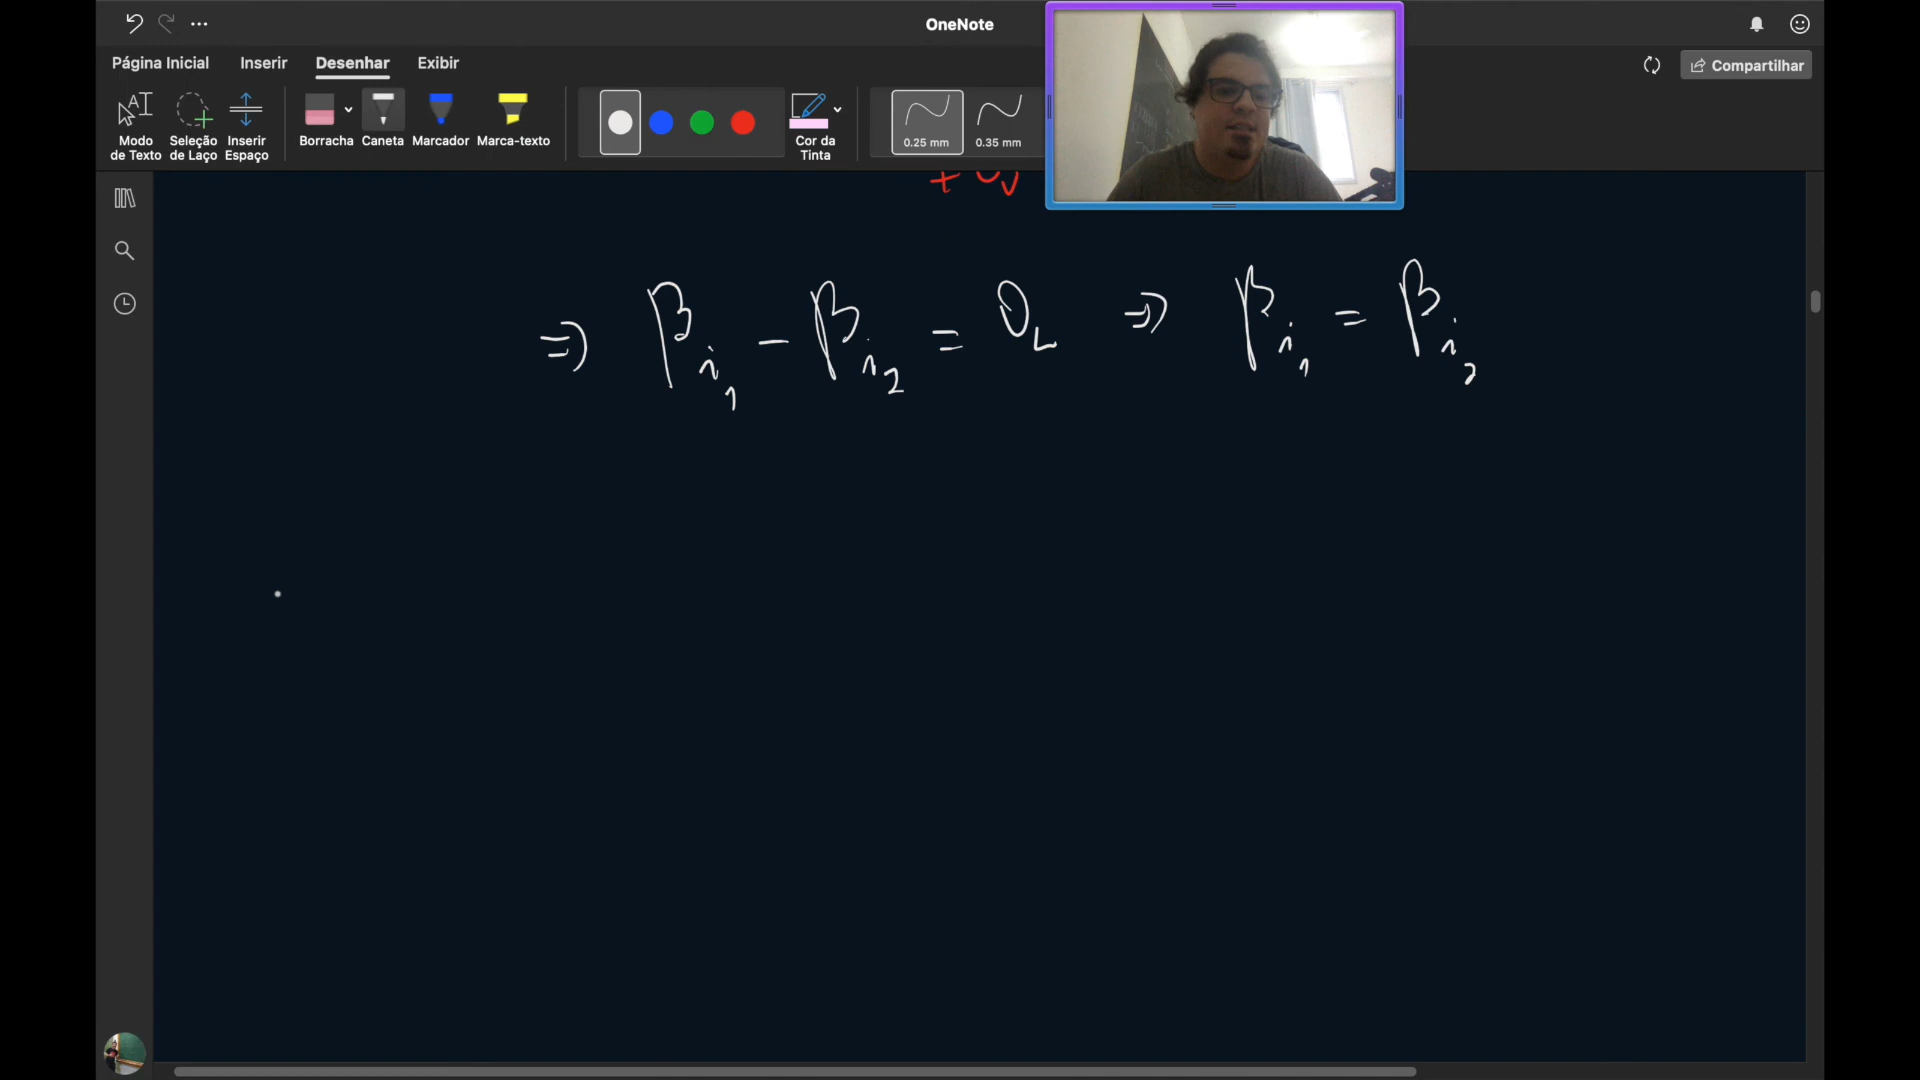 OneNote
Página Inicial Inserir Desenhar Exibir
Compartilhar
Modo de Texto
Seleção de Laço
Inserir Espaço
Borracha
Caneta
Marcador
Marca-texto
Cor da Tinta
0.25 mm
0.35 mm
⇒ β_{i_1} − β_{i_2} = 0_L ⇒ β_{i_1} = β_{i_2}